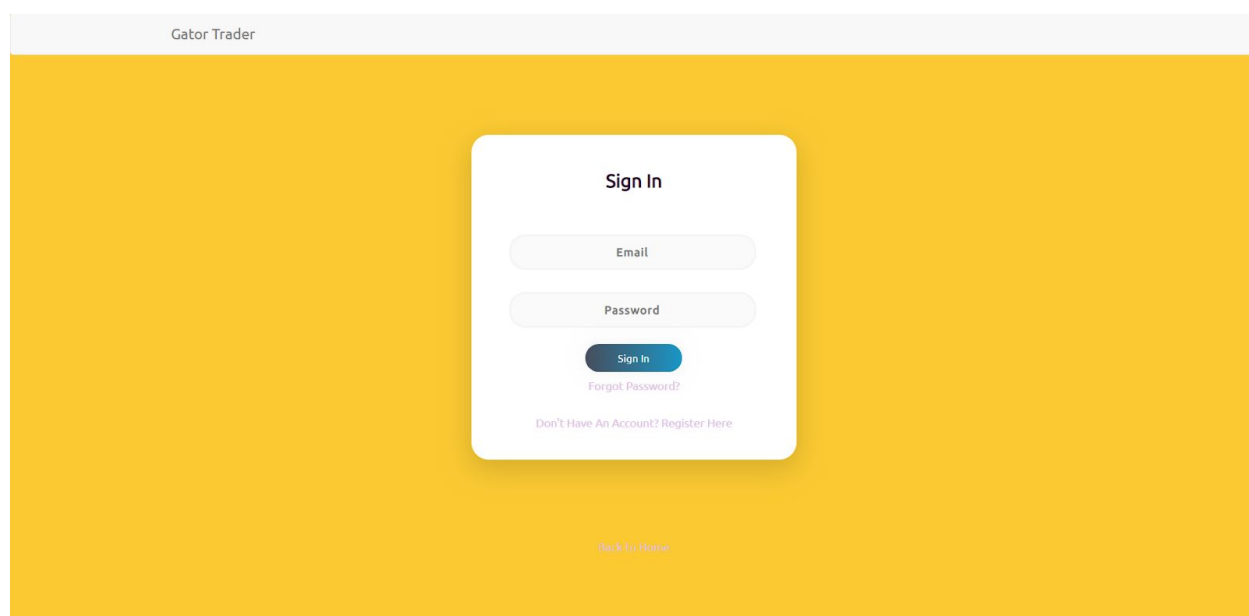 Gator Trader
Sign In
Email
Password
Sign In
Forgot Password?
Don't Have An Account? Register Here
Back to Home